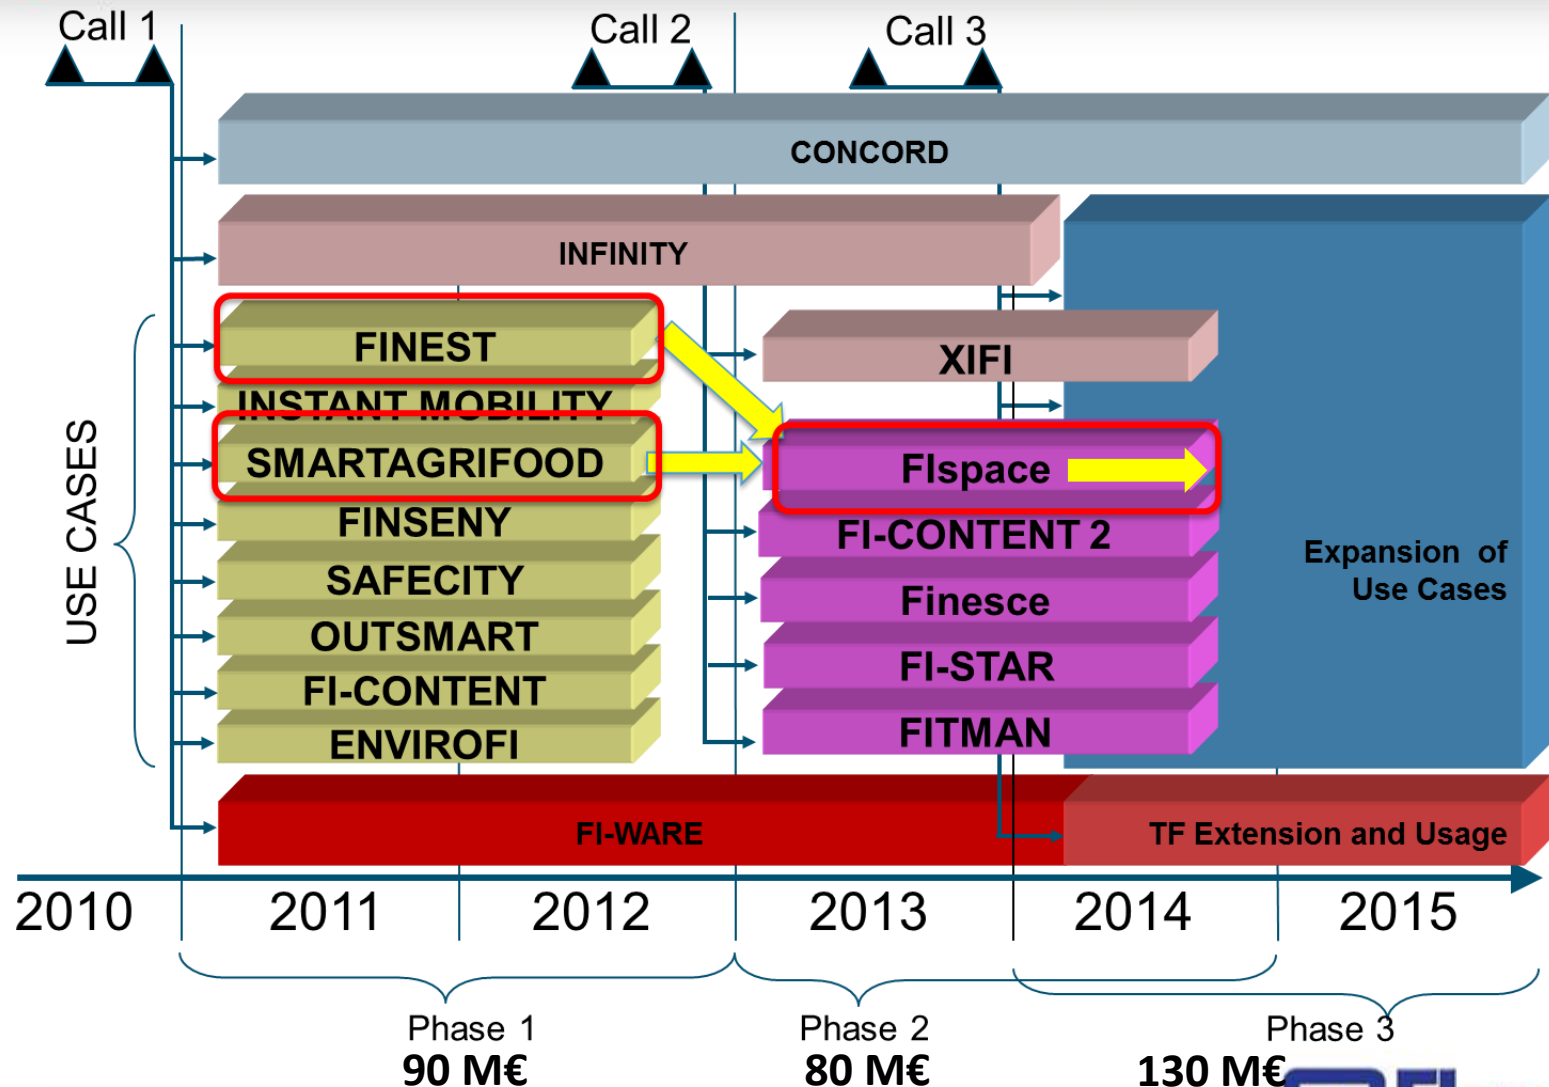 Call 1
Call 2
Call 3
CONCORD
INFINITY
USE CASES
FINEST
INSTANT MOBILITY
SMARTAGRIFOOD
FINSENY
SAFECITY
OUTSMART
FI-CONTENT
ENVIROFI
XIFI
FIspace
FI-CONTENT 2
Finesce
FI-STAR
FITMAN
Expansion of
Use Cases
FI-WARE
TF Extension and Usage
2010 2011 2012 2013 2014 2015
Phase 1 Phase 2 Phase 3
90 M€ 80 M€ 130 M€